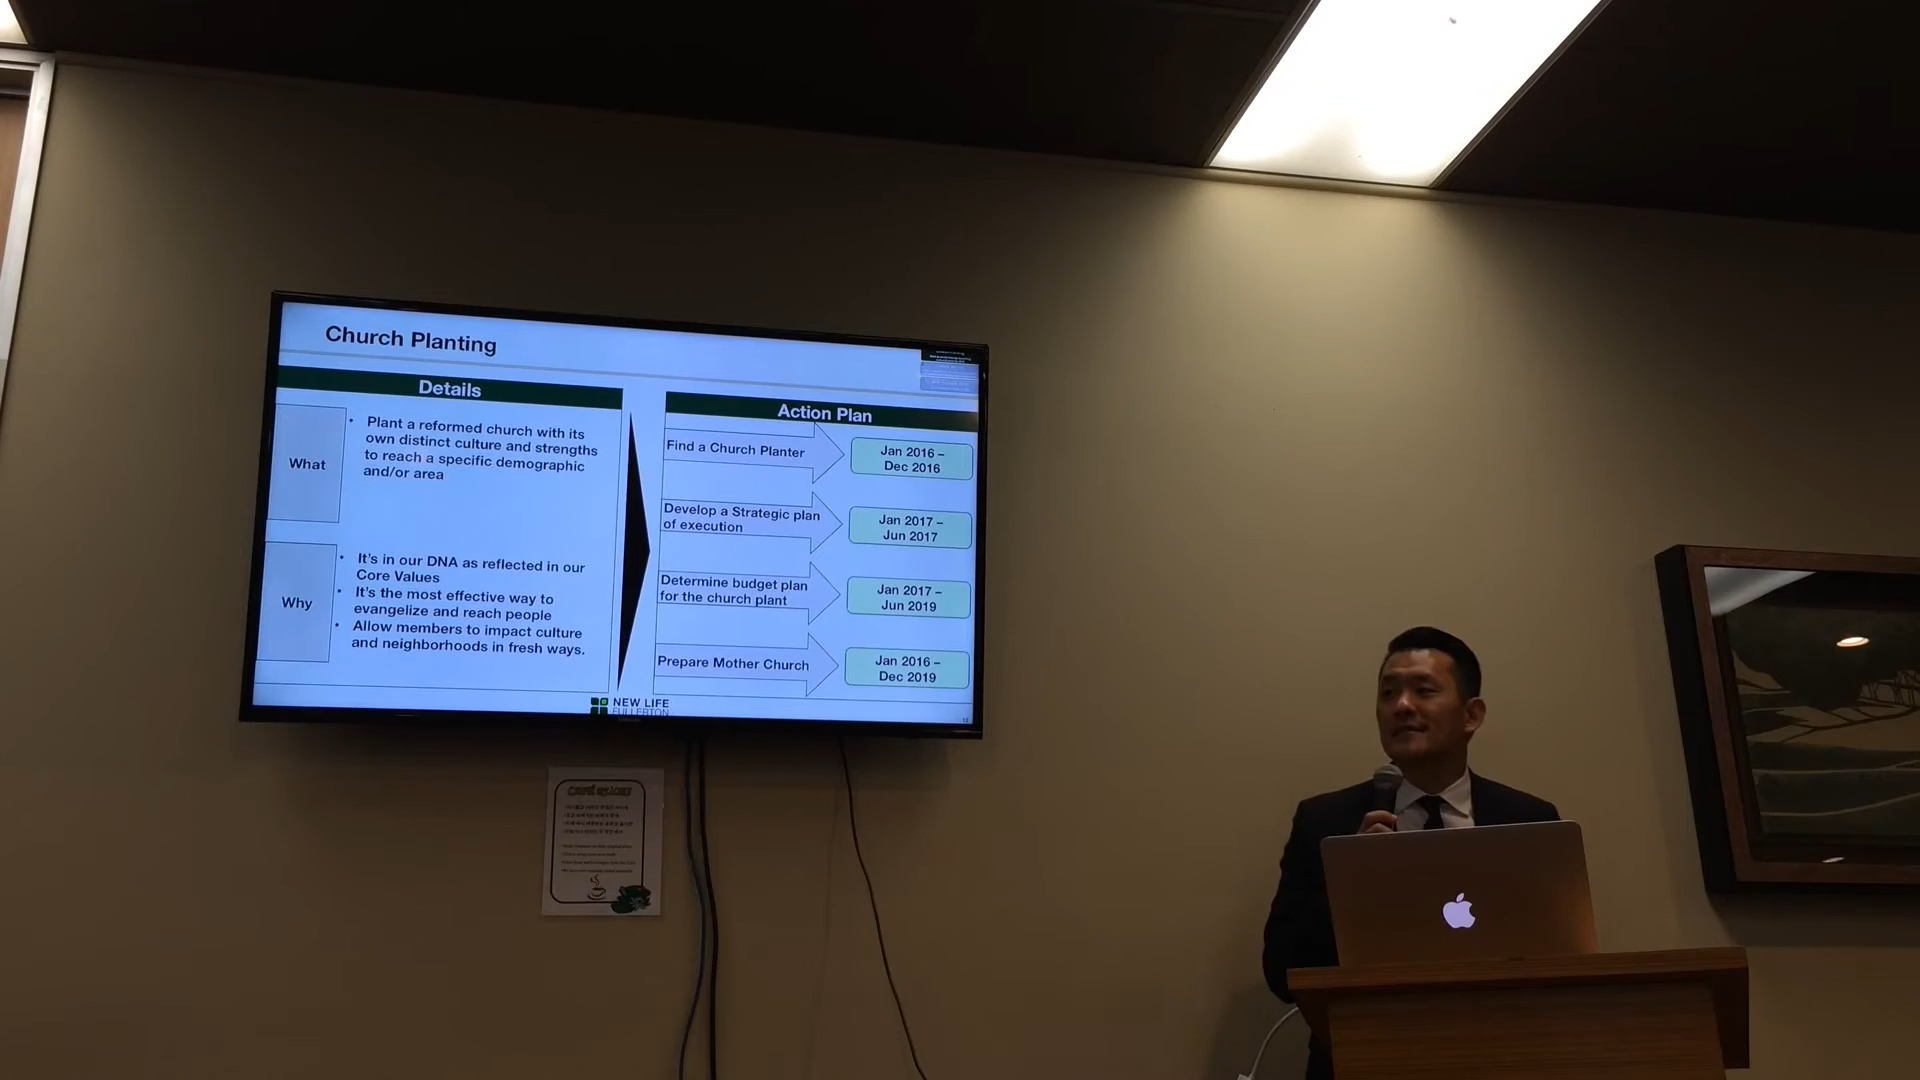 Church Planting
Details
What
• Plant a reformed church with its
own distinct culture and strengths
to reach a specific demographic
and/or area
Why
• It's in our DNA as reflected in our
Core Values
• It's the most effective way to
evangelize and reach people
• Allow members to impact culture
and neighborhoods in fresh ways.
Action Plan
Find a Church Planter
Jan 2016 –
Dec 2016
Develop a Strategic plan
of execution
Jan 2017 –
Jun 2017
Determine budget plan
for the church plant
Jan 2017 –
Jun 2019
Prepare Mother Church
Jan 2016 –
Dec 2019
NEW LIFE
FULLERTON